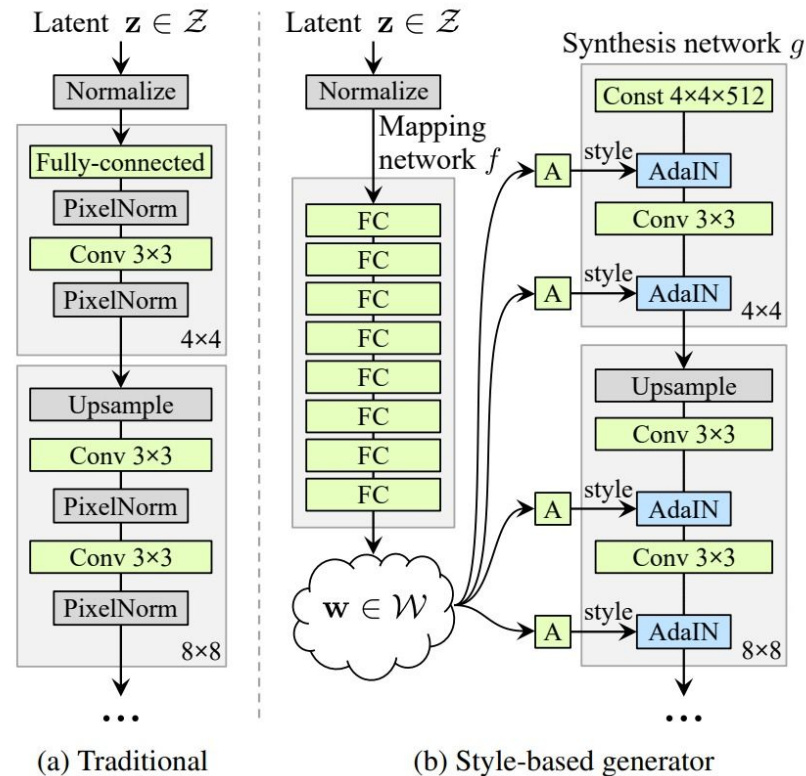 Latent z ∈ Z
Normalize
Fully-connected
PixelNorm
Conv 3×3
PixelNorm
4×4
Upsample
Conv 3×3
PixelNorm
Conv 3×3
PixelNorm
8×8
...
(a) Traditional
Latent z ∈ Z
Normalize
Mapping
network f
FC
FC
FC
FC
FC
FC
FC
FC
w ∈ W
A
A
A
A
Synthesis network g
Const 4×4×512
style
AdaIN
Conv 3×3
style
AdaIN
4×4
Upsample
Conv 3×3
style
AdaIN
Conv 3×3
style
AdaIN
8×8
...
(b) Style-based generator